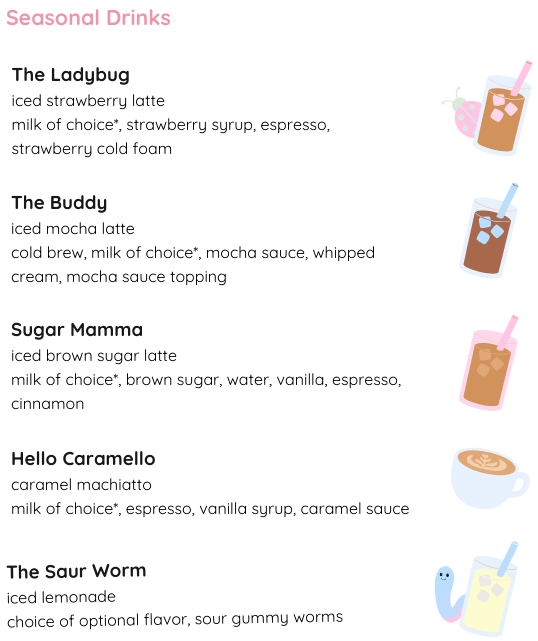 Seasonal Drinks
The Ladybug
iced strawberry latte
milk of choice*, strawberry syrup, espresso,
strawberry cold foam
The Buddy
iced mocha latte
cold brew, milk of choice*, mocha sauce, whipped
cream, mocha sauce topping
Sugar Mamma
iced brown sugar latte
milk of choice*, brown sugar, water, vanilla, espresso,
cinnamon
Hello Caramello
caramel machiatto
milk of choice*, espresso, vanilla syrup, caramel sauce
The Saur Worm
iced lemonade
choice of optional flavor, sour gummy worms